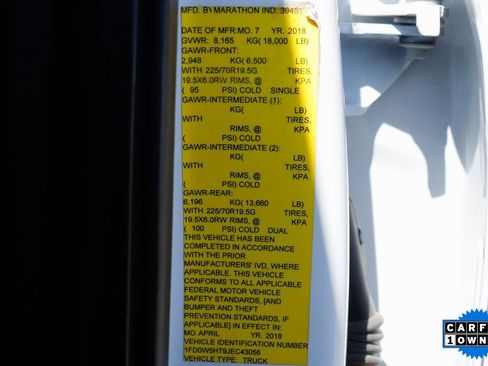 MFD. BY MARATHON IND. 39451
DATE OF MFR: MO. 7 YR. 2018
GVWR: 8,165 KG( 18,000 LB)
GAWR-FRONT:
2,948 KG( 6,500 LB)
WITH 225/70R19.5G TIRES,
19.5X6.0RW RIMS, @ KPA
( 95 PSI) COLD SINGLE
GAWR-INTERMEDIATE (1):
KG( LB)
WITH TIRES,
RIMS, @ KPA
( PSI) COLD
GAWR-INTERMEDIATE (2):
KG( LB)
WITH TIRES,
RIMS, @ KPA
( PSI) COLD
GAWR-REAR:
6,196 KG( 13,660 LB)
WITH 225/70R19.5G TIRES,
19.5X6.0RW RIMS, @ KPA
( 100 PSI) COLD DUAL
THIS VEHICLE HAS BEEN
COMPLETED IN ACCORDANCE
WITH THE PRIOR
MANUFACTURERS' IVD, WHERE
APPLICABLE. THIS VEHICLE
CONFORMS TO ALL APPLICABLE
FEDERAL MOTOR VEHICLE
SAFETY STANDARDS, [AND
BUMPER AND THEFT
PREVENTION STANDARDS, IF
APPLICABLE] IN EFFECT IN:
MO. APRIL YR. 2018
VEHICLE IDENTIFICATION NUMBER
1FD0W5HT9JEC43056
VEHICLE TYPE: TRUCK
CARF
1 OWN